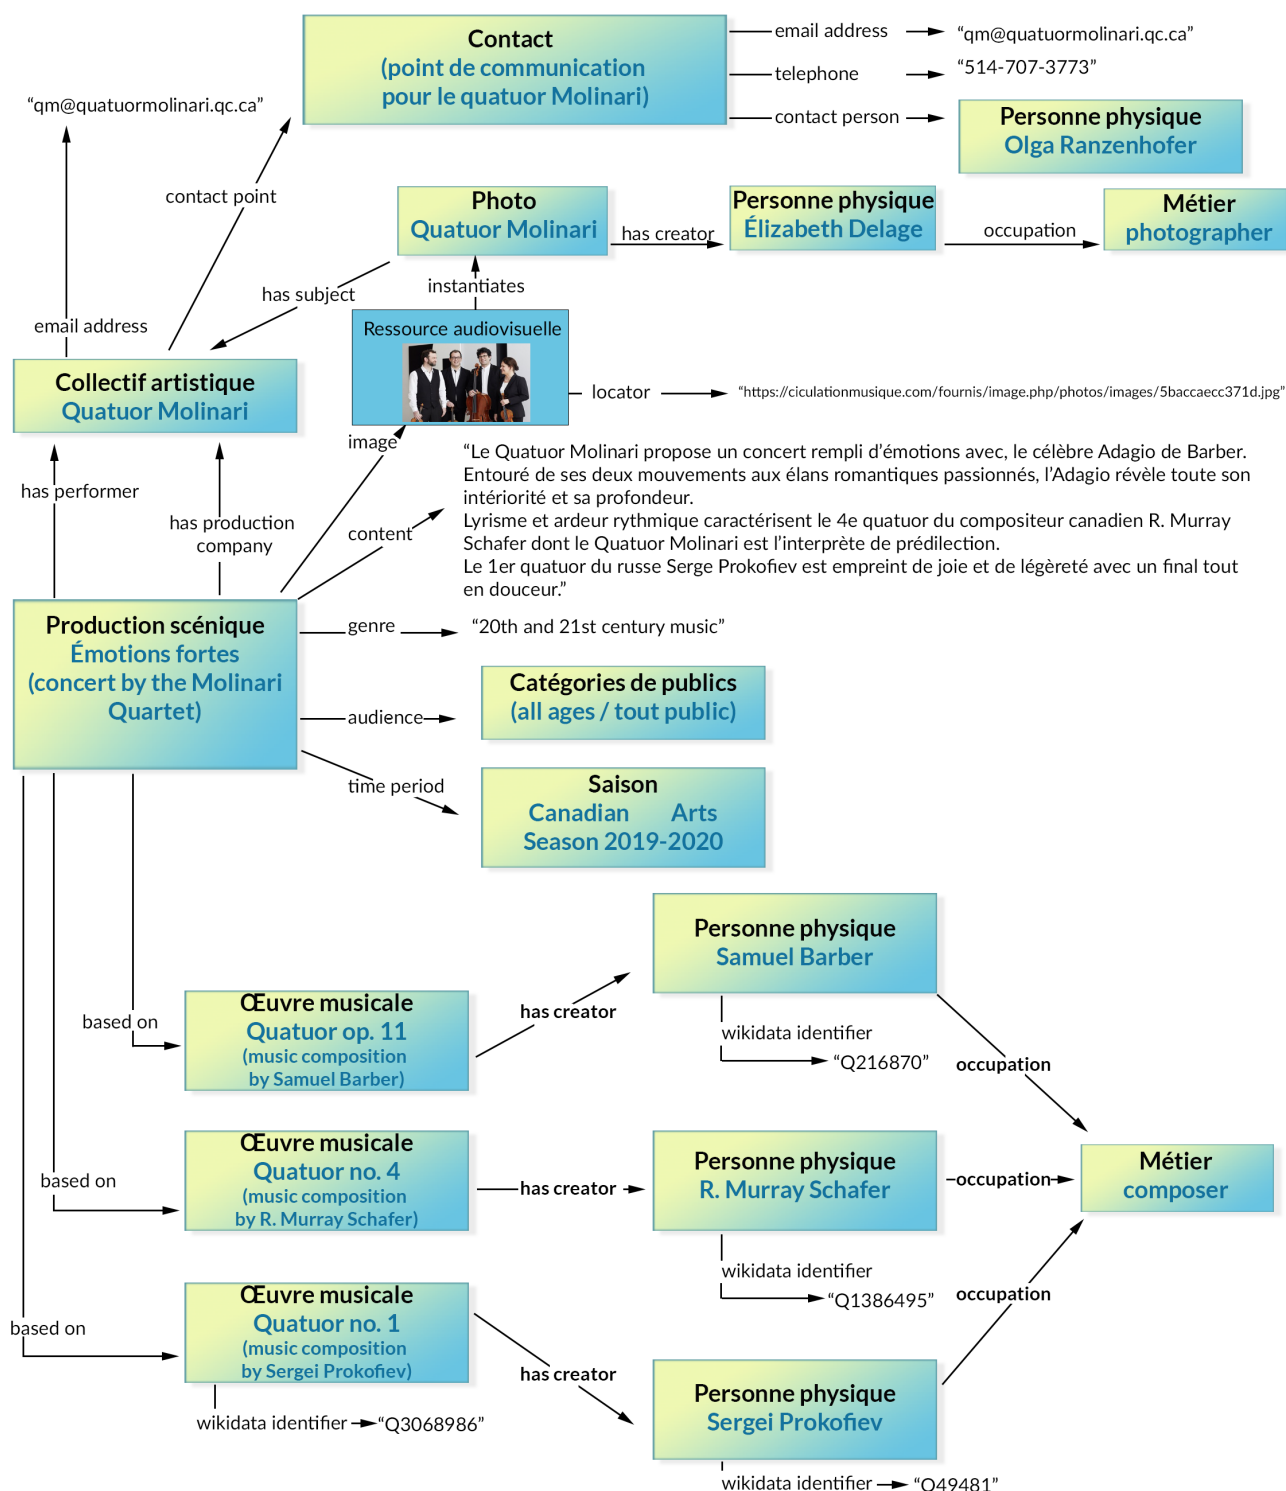 Contact
(point de communication
pour le quatuor Molinari)
email address
“qm@quatuormolinari.qc.ca”
telephone
“514-707-3773”
contact person
Personne physique
Olga Ranzenhofer
“qm@quatuormolinari.qc.ca”
contact point
email address
Photo
Quatuor Molinari
has creator
Personne physique
Élizabeth Delage
occupation
Métier
photographer
has subject
instantiates
Ressource audiovisuelle
locator
“https://ciculationmusique.com/fournis/image.php/photos/images/5baccaecc371d.jpg”
Collectif artistique
Quatuor Molinari
image
has performer
has production
company
content
“Le Quatuor Molinari propose un concert rempli d’émotions avec, le célèbre Adagio de Barber.
Entouré de ses deux mouvements aux élans romantiques passionnés, l’Adagio révèle toute son
intériorité et sa profondeur.
Lyrisme et ardeur rythmique caractérisent le 4e quatuor du compositeur canadien R. Murray
Schafer dont le Quatuor Molinari est l’interprète de prédilection.
Le 1er quatuor du russe Serge Prokofiev est empreint de joie et de légèreté avec un final tout
en douceur.”
Production scénique
Émotions fortes
(concert by the Molinari
Quartet)
genre
“20th and 21st century music”
audience
Catégories de publics
(all ages / tout public)
time period
Saison
Canadian Arts
Season 2019-2020
based on
Œuvre musicale
Quatuor op. 11
(music composition
by Samuel Barber)
has creator
Personne physique
Samuel Barber
wikidata identifier
“Q216870”
occupation
based on
Œuvre musicale
Quatuor no. 4
(music composition
by R. Murray Schafer)
has creator
Personne physique
R. Murray Schafer
occupation
Métier
composer
wikidata identifier
“Q1386495”
occupation
based on
Œuvre musicale
Quatuor no. 1
(music composition
by Sergei Prokofiev)
has creator
wikidata identifier
“Q3068986”
Personne physique
Sergei Prokofiev
wikidata identifier
“Q49481”